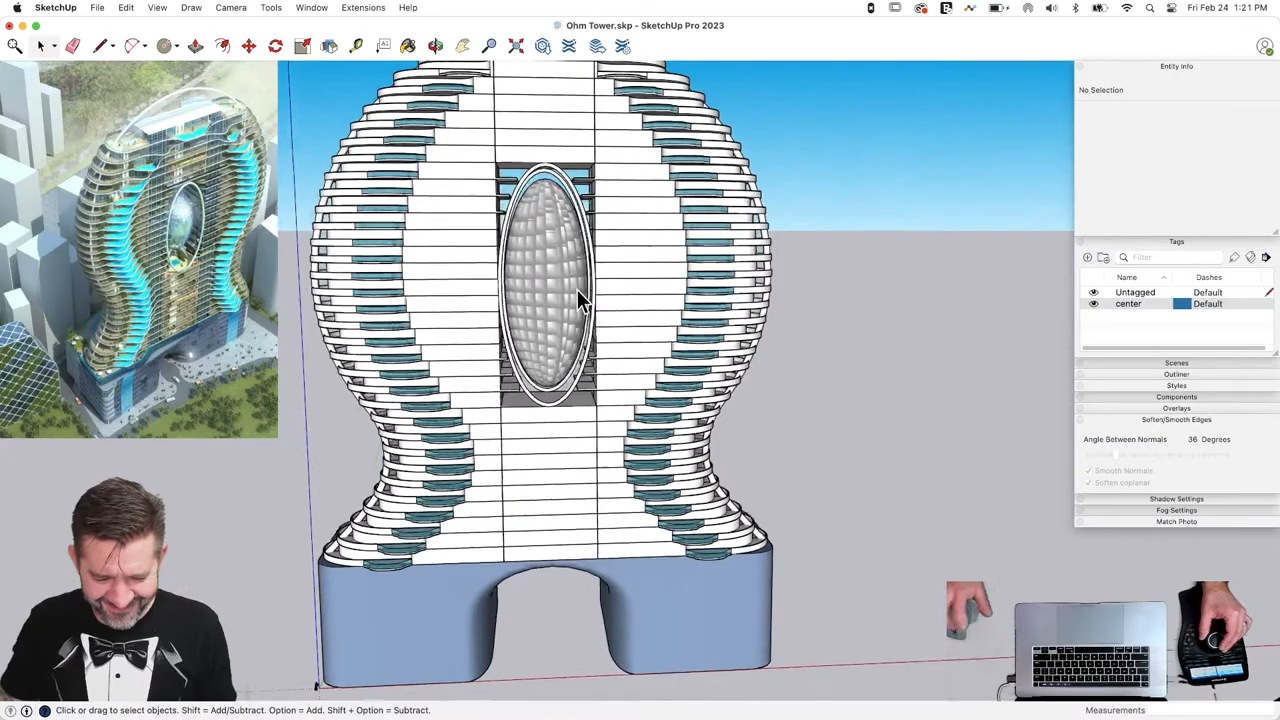 SketchUp File Edit View Draw Camera Tools Window Extensions Help Fri Feb 24 1:21 PM
Ohm Tower.skp - SketchUp Pro 2023
Entity Info
No Selection
Tags
Filter
Name Dashes
Untagged Default
center Default
Scenes
Outliner
Styles
Components
Overlays
Soften/Smooth Edges
Angle Between Normals 36 Degrees
Smooth Normals
Soften coplanar
Shadow Settings
Fog Settings
Match Photo
Click or drag to select objects. Shift = Add/Subtract. Option = Add. Shift + Option = Subtract. Measurements